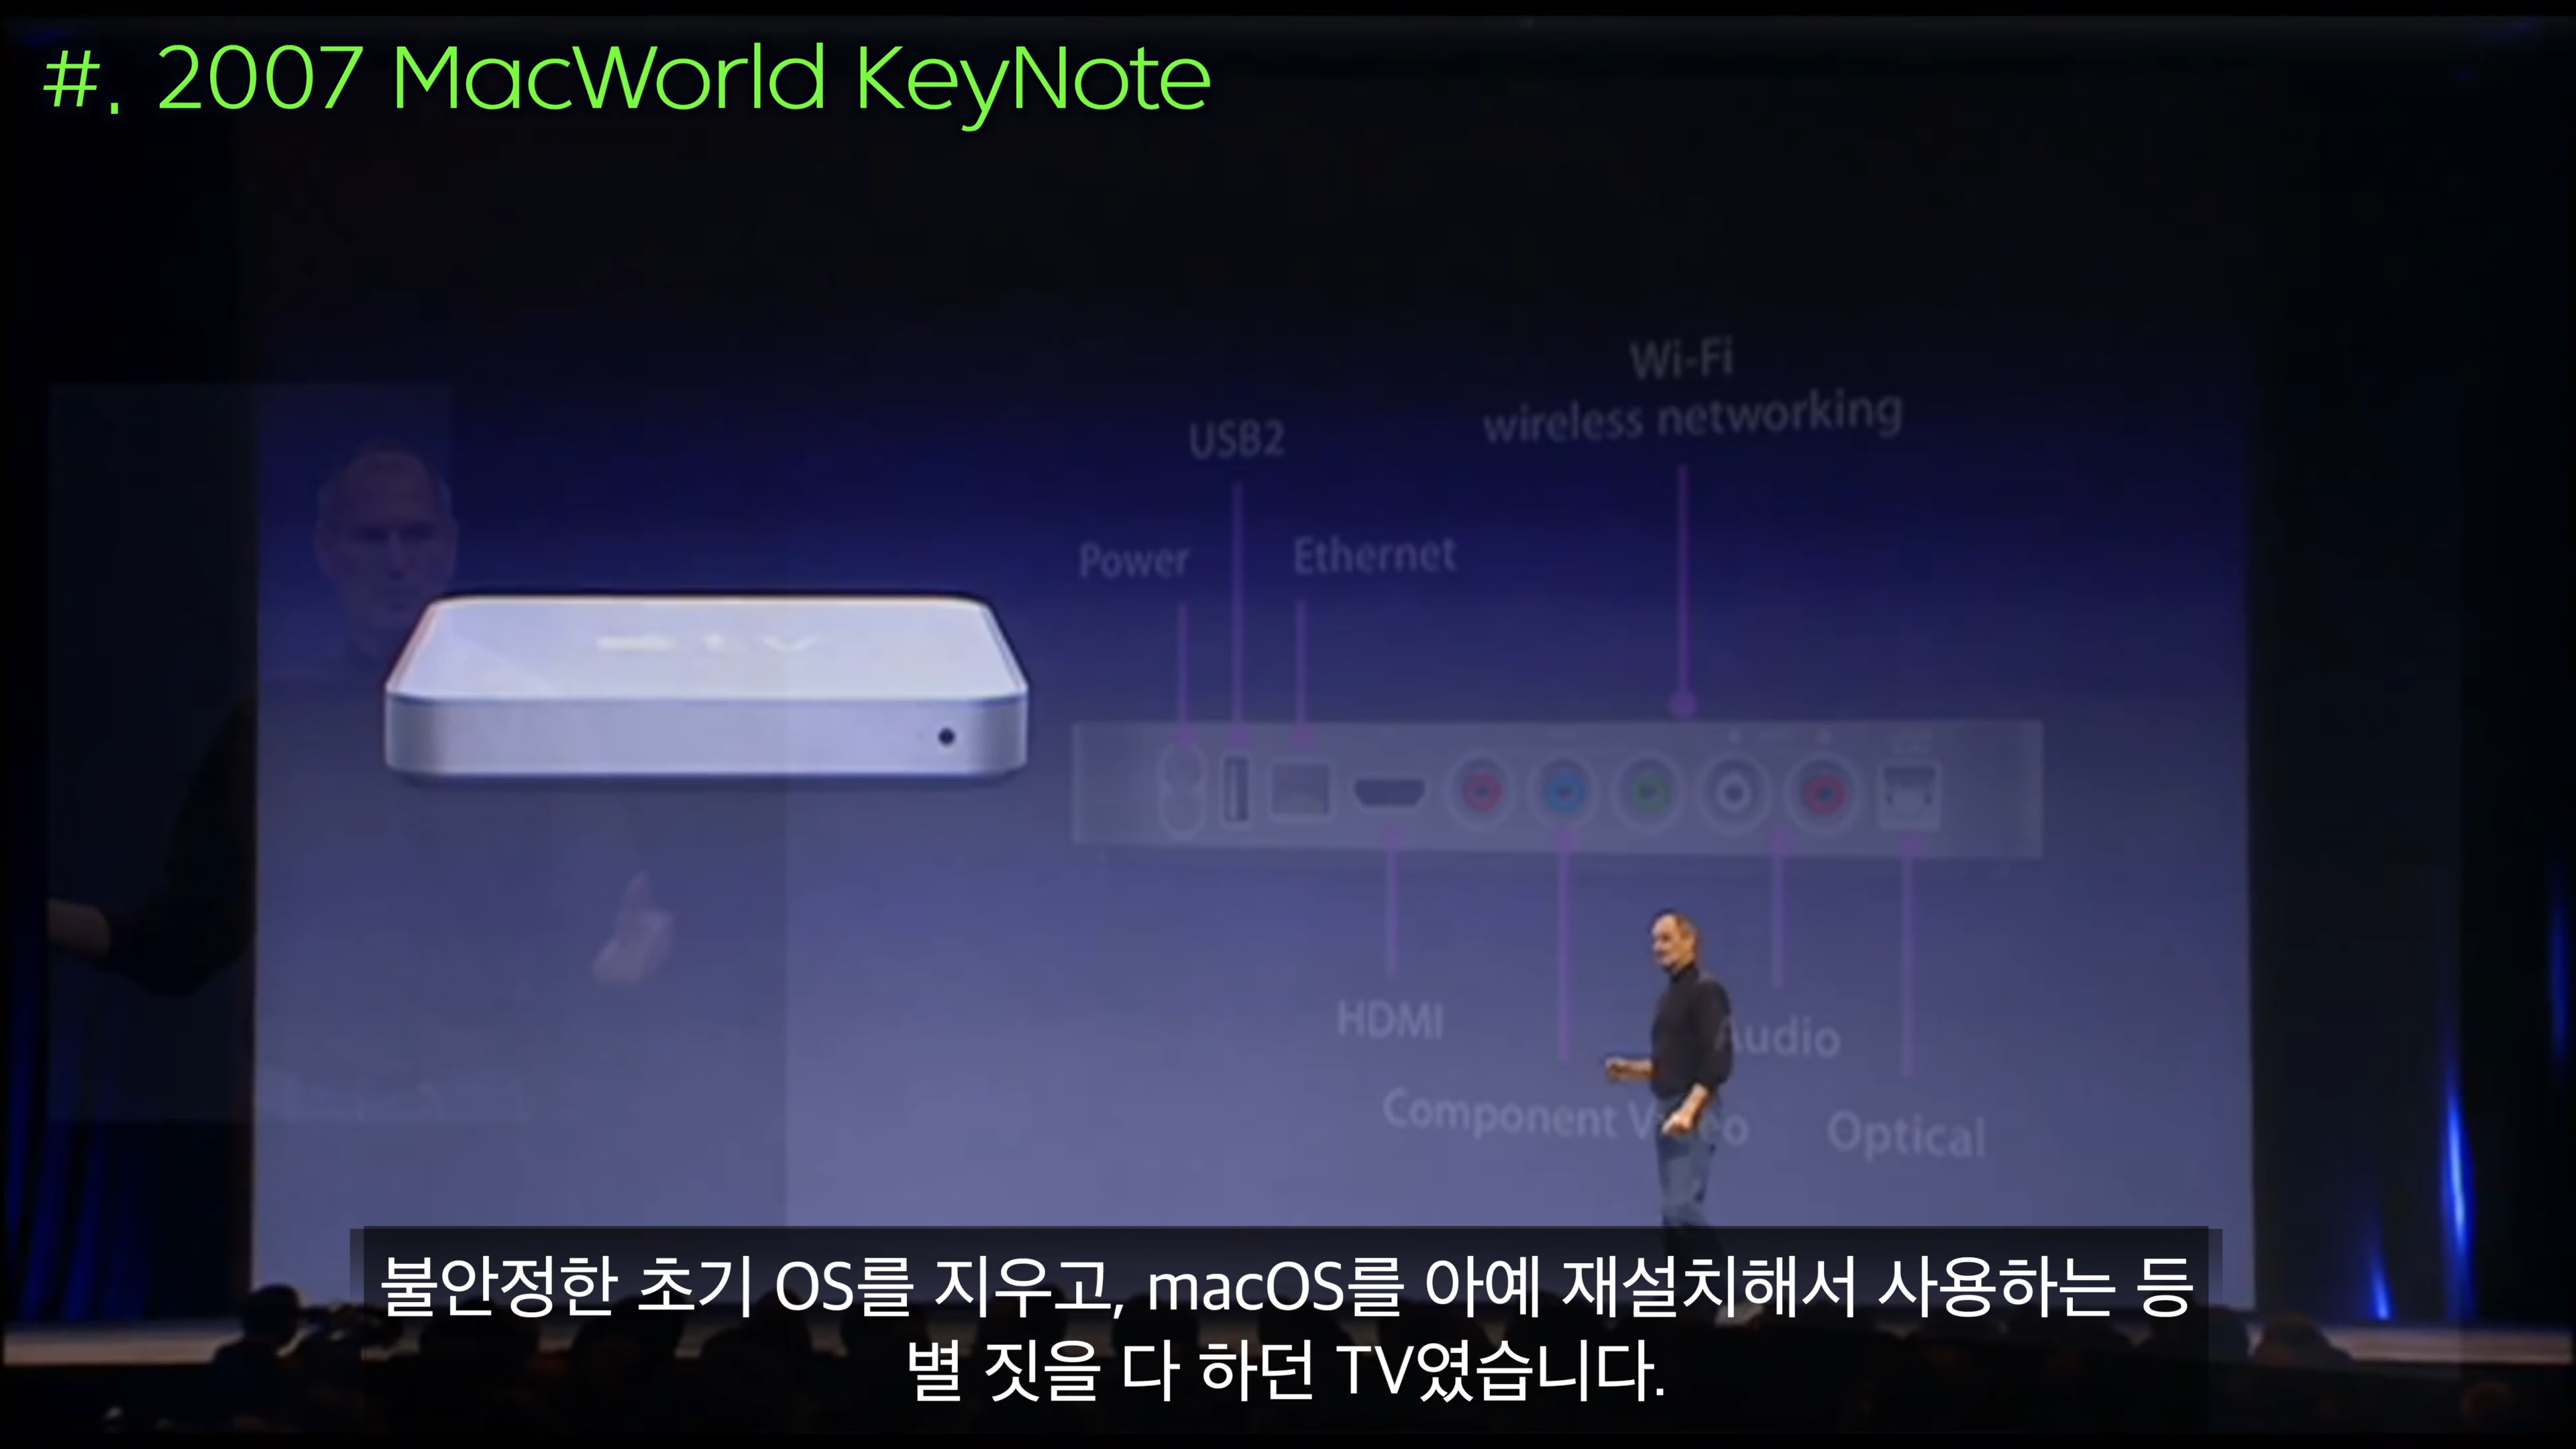 #. 2007 MacWorld KeyNote
Wi-Fi
wireless networking
USB2
Power
Ethernet
HDMI
Audio
Component Video
Optical
불안정한 초기 OS를 지우고, macOS를 아예 재설치해서 사용하는 등
별 짓을 다 하던 TV였습니다.